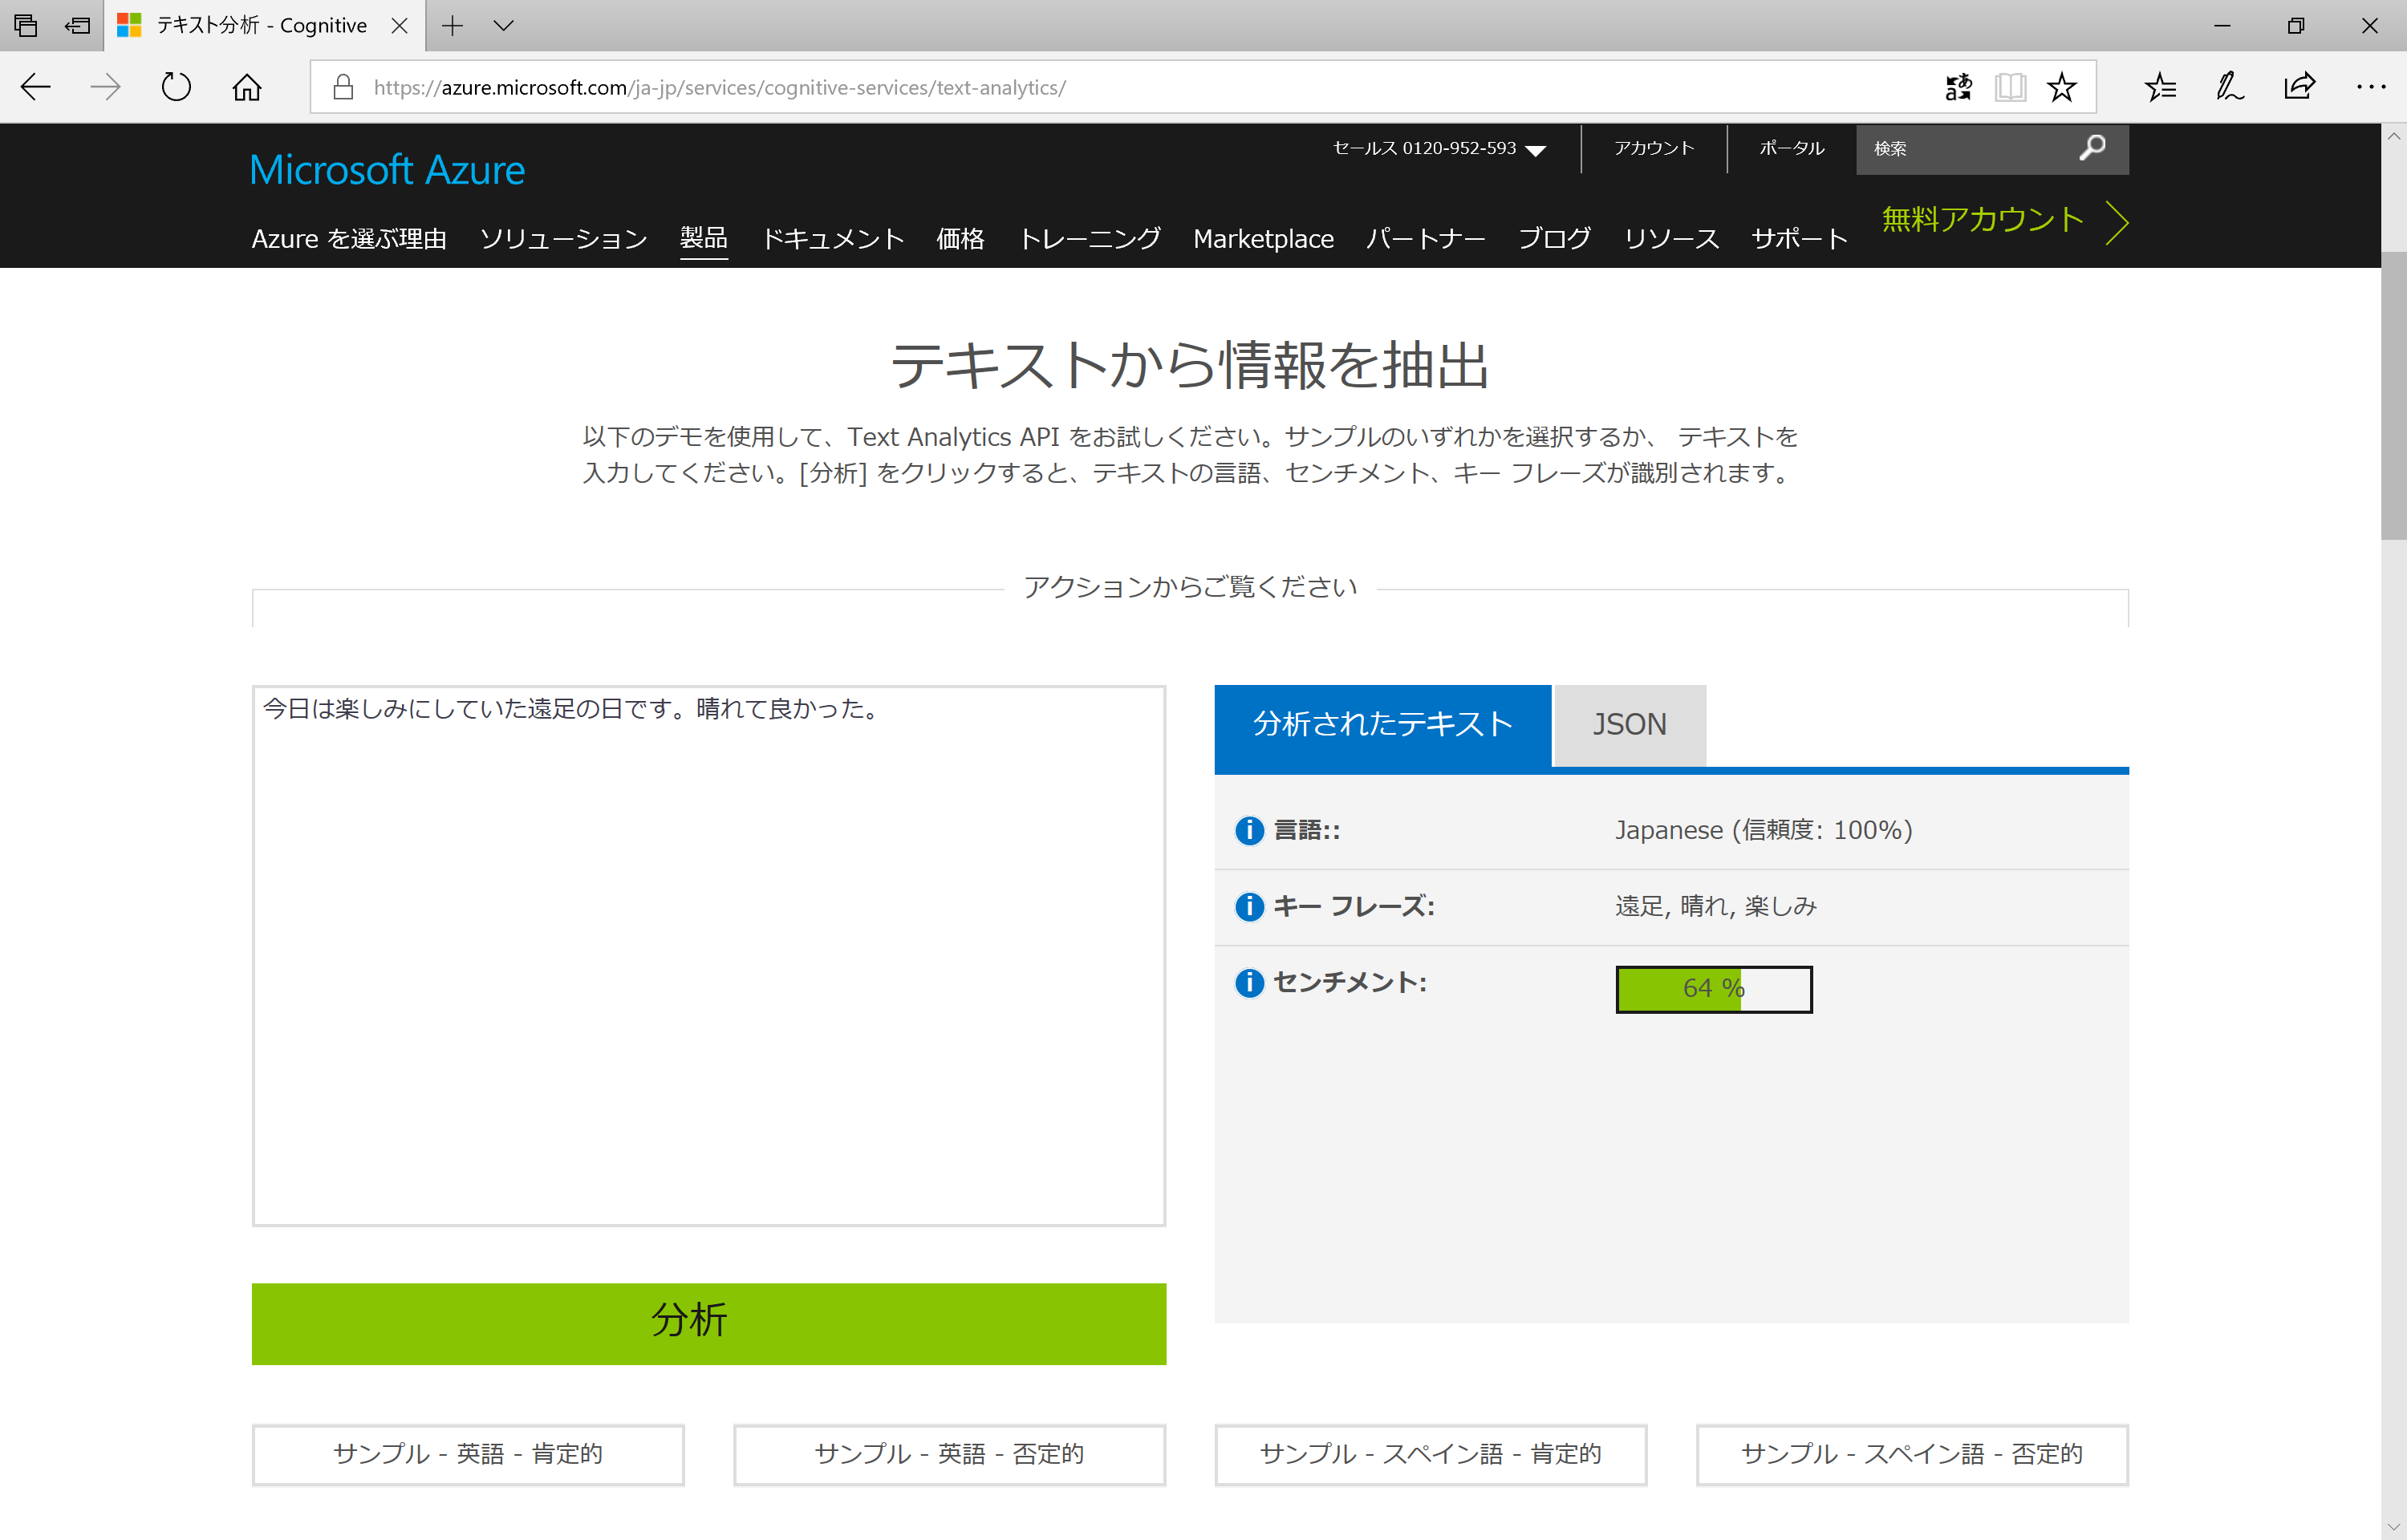 テキスト分析 - Cognitive
https://azure.microsoft.com/ja-jp/services/cognitive-services/text-analytics/
Microsoft Azure
セールス 0120-952-593
アカウント
ポータル
検索
Azure を選ぶ理由
ソリューション
製品
ドキュメント
価格
トレーニング
Marketplace
パートナー
ブログ
リソース
サポート
無料アカウント
テキストから情報を抽出
以下のデモを使用して、Text Analytics API をお試しください。サンプルのいずれかを選択するか、 テキストを
入力してください。[分析] をクリックすると、テキストの言語、センチメント、キー フレーズが識別されます。
アクションからご覧ください
今日は楽しみにしていた遠足の日です。晴れて良かった。
分析されたテキスト
JSON
言語::
Japanese (信頼度: 100%)
キー フレーズ:
遠足, 晴れ, 楽しみ
センチメント:
64 %
分析
サンプル - 英語 - 肯定的
サンプル - 英語 - 否定的
サンプル - スペイン語 - 肯定的
サンプル - スペイン語 - 否定的